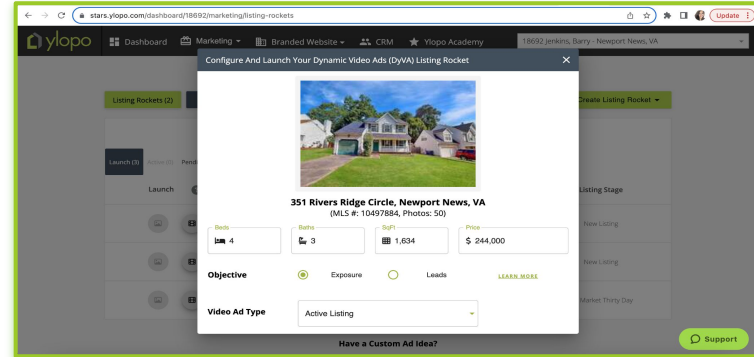 stars.ylopo.com/dashboard/18692/marketing/listing-rockets
Update
ylopo
Dashboard
Marketing
Branded Website
CRM
Ylopo Academy
18692 Jenkins, Barry - Newport News, VA
Configure And Launch Your Dynamic Video Ads (DyVA) Listing Rocket
Listing Rockets (2)
Create Listing Rocket
Launch (3)
Pendi
Launch
Listing Stage
351 Rivers Ridge Circle, Newport News, VA
(MLS #: 10497884, Photos: 50)
Beds
4
Baths
3
SqFt
1,634
Price
$ 244,000
New Listing
Objective
Exposure
Leads
LEARN MORE
New Listing
Video Ad Type
Active Listing
Market Thirty Day
Have a Custom Ad Idea?
Support